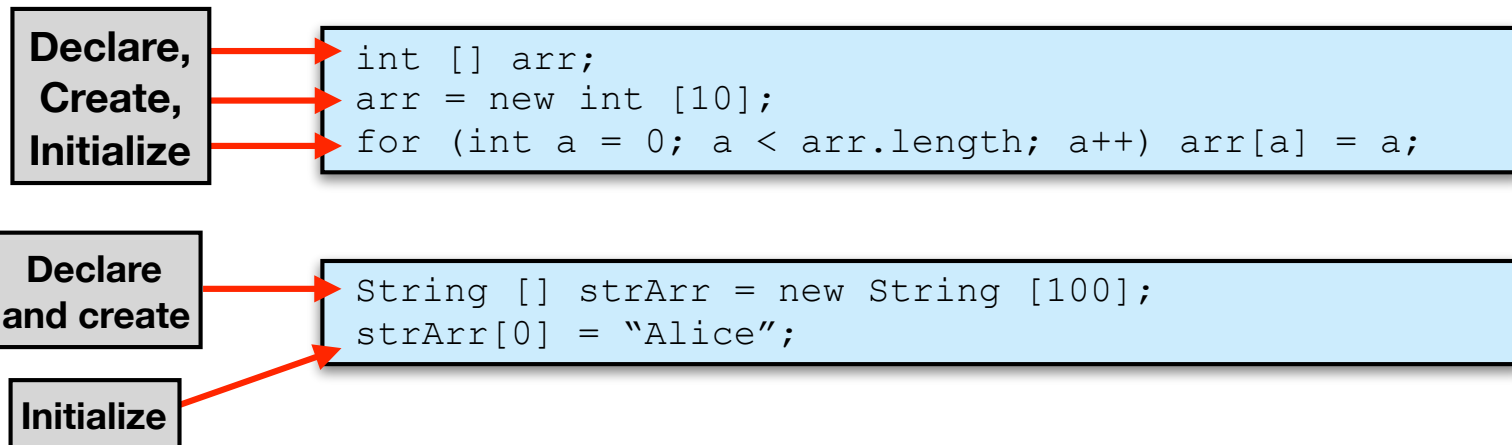 Declare,
Create,
Initialize
int [] arr;
arr = new int [10];
for (int a = 0; a < arr.length; a++) arr[a] = a;
Declare
and create
String [] strArr = new String [100];
strArr[0] = “Alice”;
Initialize